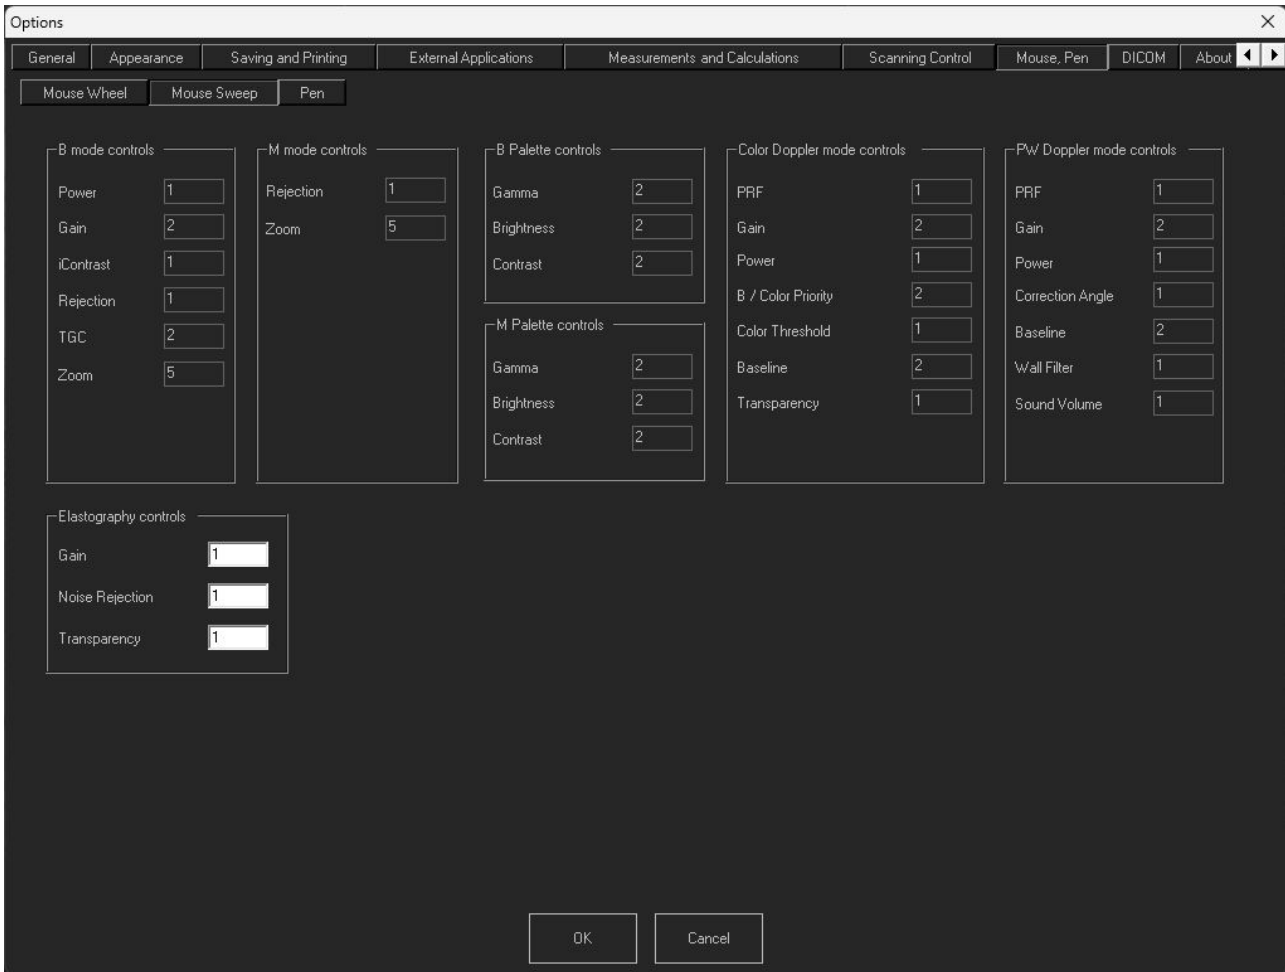 Options
General Appearance Saving and Printing External Applications Measurements and Calculations Scanning Control Mouse, Pen DICOM About
Mouse Wheel Mouse Sweep Pen
B mode controls
Power 1
Gain 2
iContrast 1
Rejection 1
TGC 2
Zoom 5
M mode controls
Rejection 1
Zoom 5
B Palette controls
Gamma 2
Brightness 2
Contrast 2
M Palette controls
Gamma 2
Brightness 2
Contrast 2
Color Doppler mode controls
PRF 1
Gain 2
Power 1
B / Color Priority 2
Color Threshold 1
Baseline 2
Transparency 1
PW Doppler mode controls
PRF 1
Gain 2
Power 1
Correction Angle 1
Baseline 2
Wall Filter 1
Sound Volume 1
Elastography controls
Gain 1
Noise Rejection 1
Transparency 1
OK Cancel